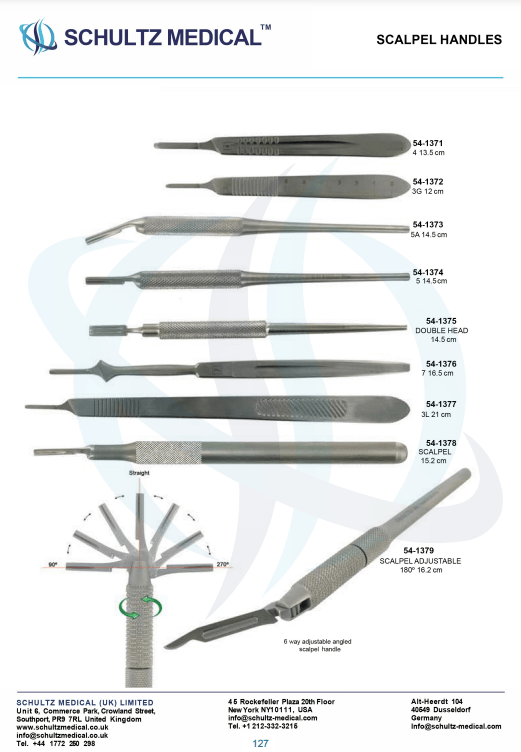 SCHULTZ MEDICAL™
SCALPEL HANDLES
54-1371
4 13.5 cm
54-1372
3G 12 cm
54-1373
5A 14.5 cm
54-1374
5 14.5cm
54-1375
DOUBLE HEAD
14.5 cm
54-1376
7 16.5 cm
54-1377
3L 21 cm
54-1378
SCALPEL
15.2 cm
Straight
90°
270°
54-1379
SCALPEL ADJUSTABLE
180° 16.2 cm
6 way adjustable angled
scalpel handle
SCHULTZ MEDICAL (UK) LIMITED
Unit 6, Commerce Park, Crowland Street,
Southport, PR9 7RL United Kingdom
www.schultzmedical.co.uk
info@schultzmedical.co.uk
Tel. +44 1772 250 298
45 Rockefeller Plaza 20th Floor
New York NY10111, USA
info@schultz-medical.com
Tel. +1 212-332-3216
Alt-Heerdt 104
40549 Dusseldorf
Germany
Info@schultz-medical.com
127